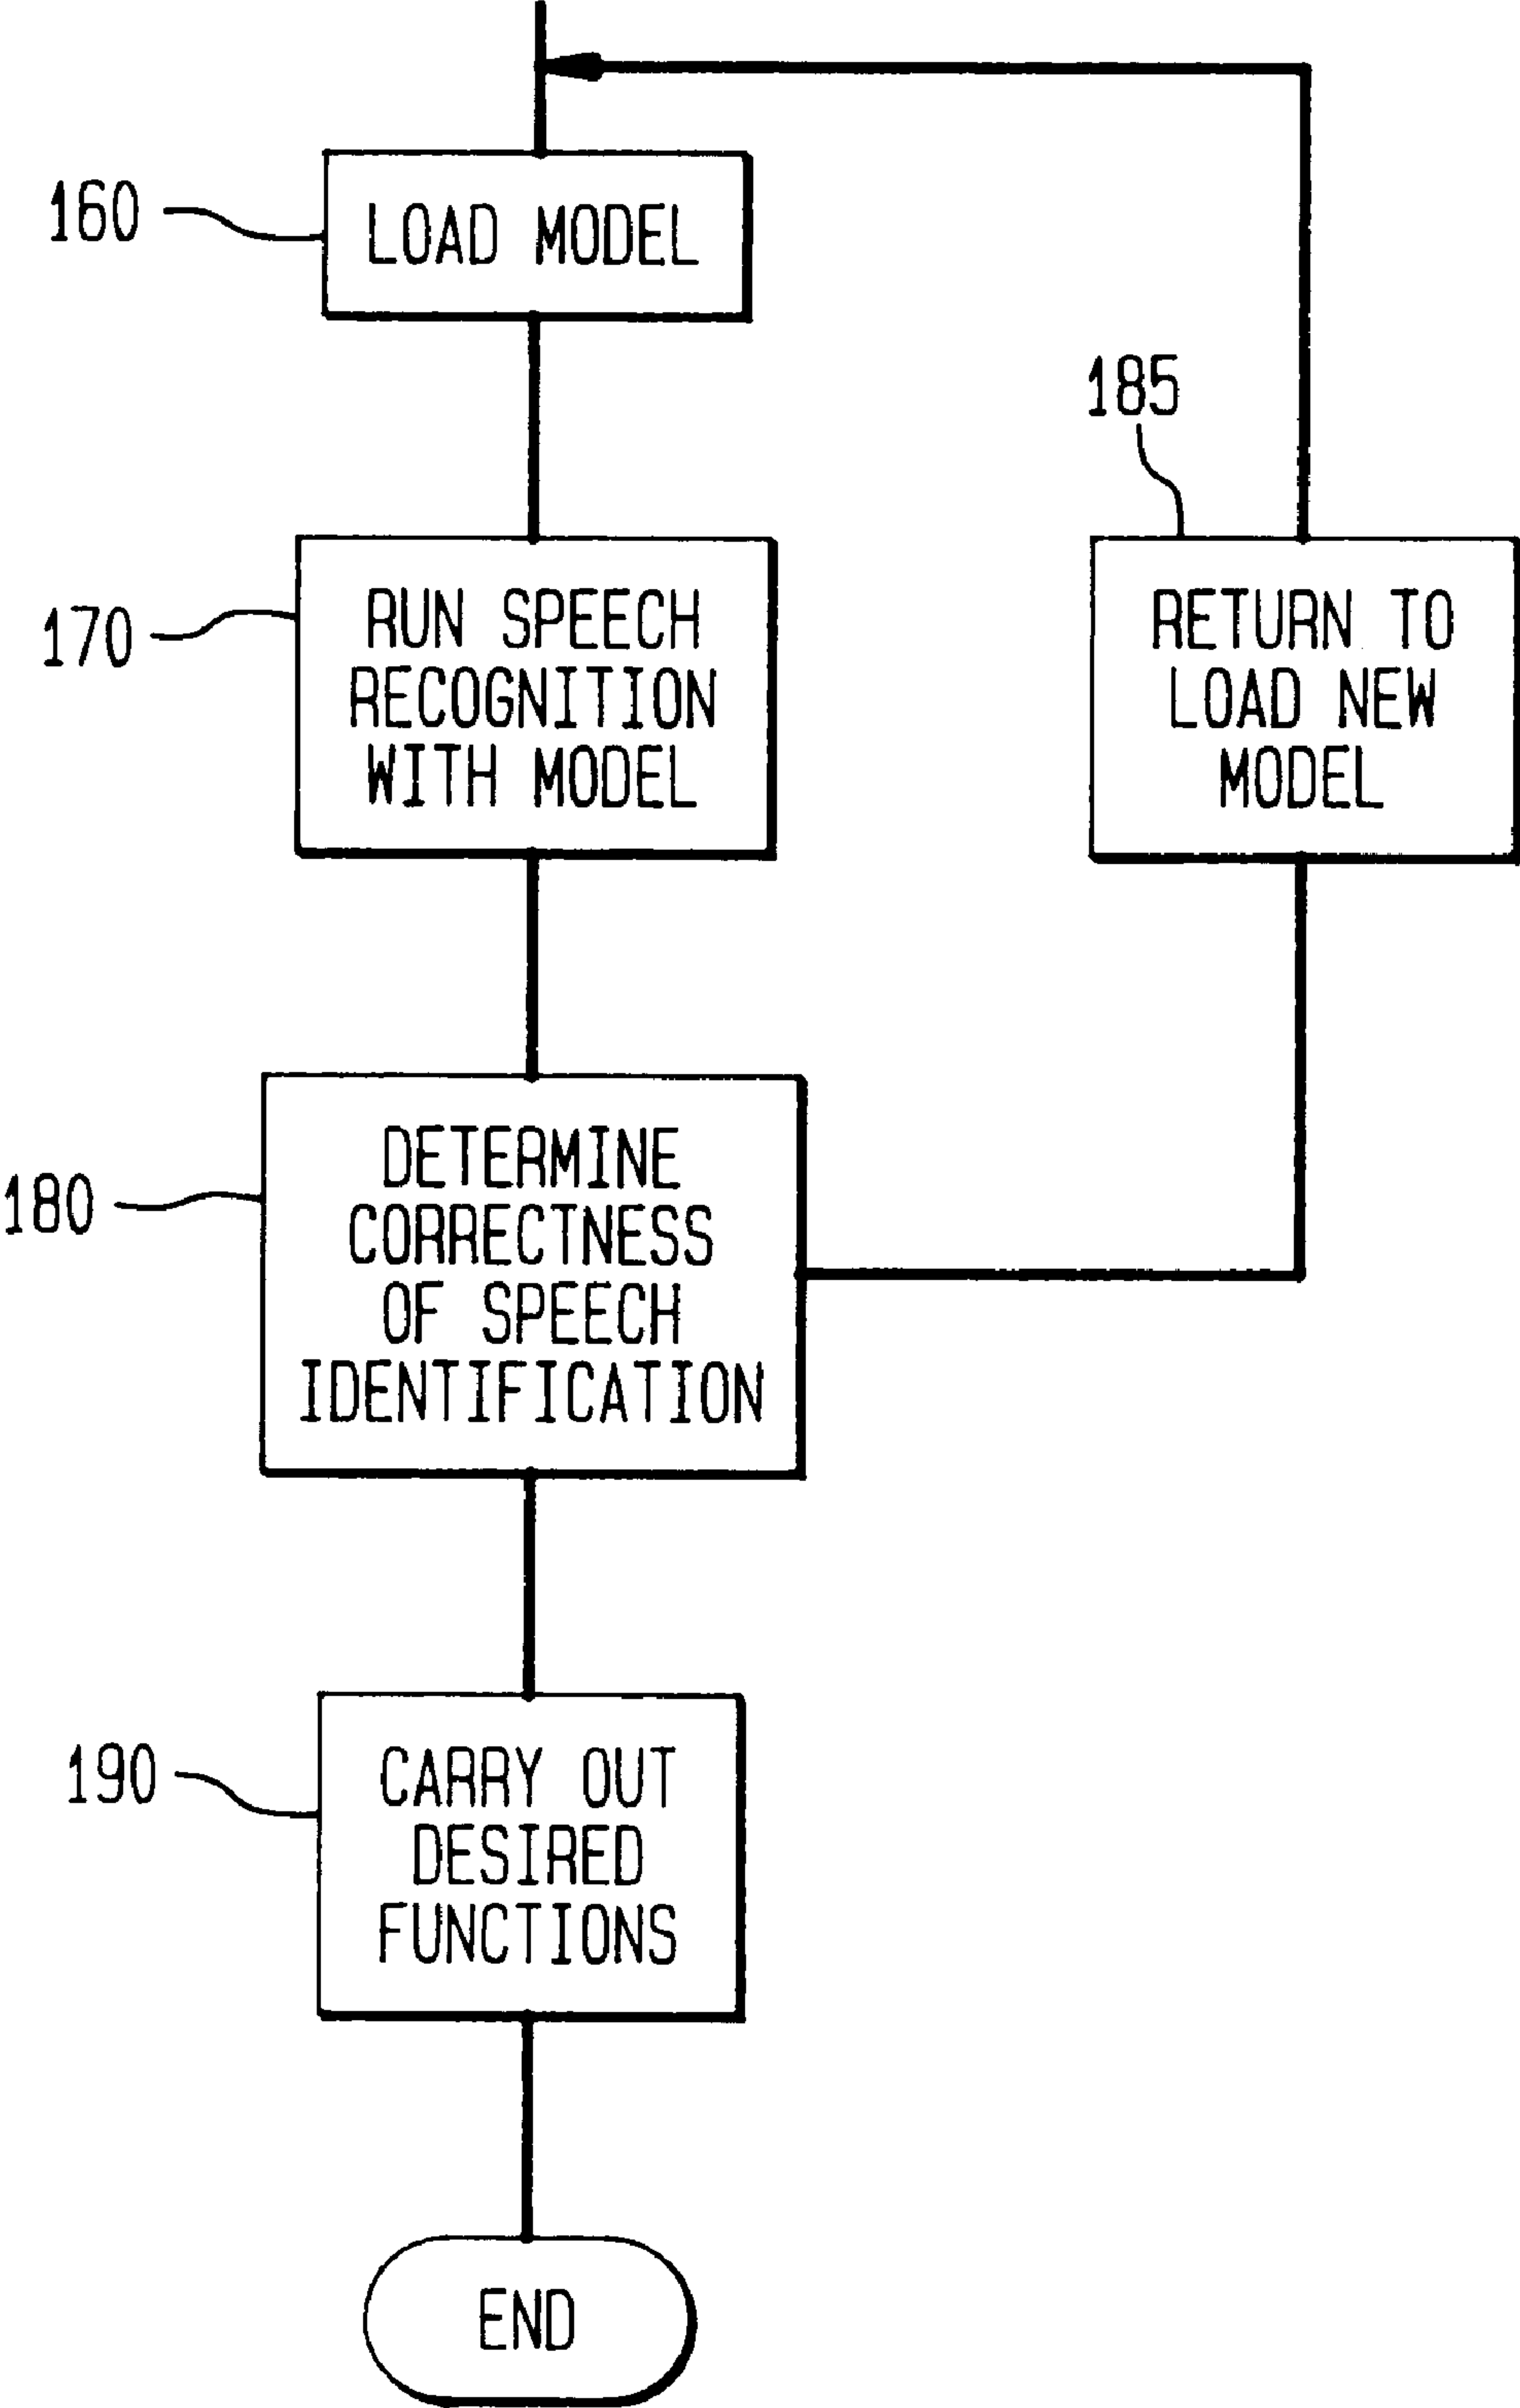 160
LOAD MODEL
185
170
RUN SPEECH
RECOGNITION
WITH MODEL
RETURN TO
LOAD NEW
MODEL
180
DETERMINE
CORRECTNESS
OF SPEECH
IDENTIFICATION
190
CARRY OUT
DESIRED
FUNCTIONS
END